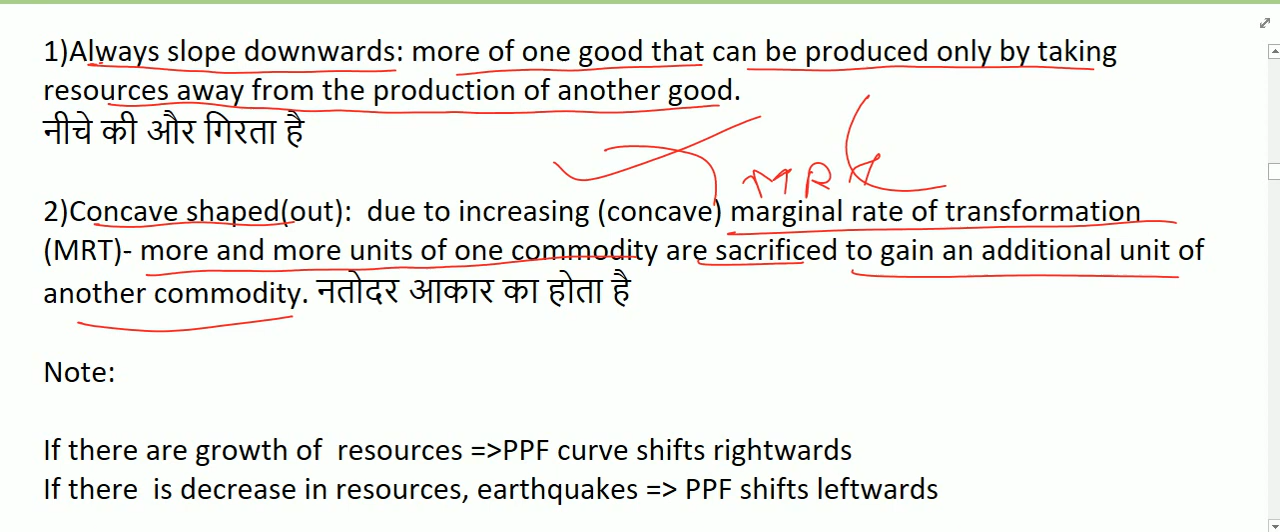 1)Always slope downwards: more of one good that can be produced only by taking
resources away from the production of another good.
नीचे की और गिरता है
MR
2)Concave shaped(out):  due to increasing (concave) marginal rate of transformation
(MRT)- more and more units of one commodity are sacrificed to gain an additional unit of
another commodity. नतोदर आकार का होता है
Note:
If there are growth of  resources =>PPF curve shifts rightwards
If there  is decrease in resources, earthquakes => PPF shifts leftwards